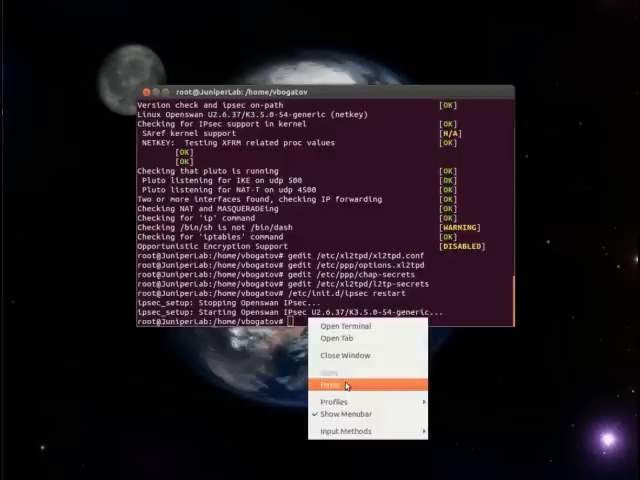 root@JuniperLab: /home/vbogatov
Version check and ipsec on-path [OK]
Linux Openswan U2.6.37/K3.5.0-54-generic (netkey)
Checking for IPsec support in kernel [OK]
SAref kernel support [N/A]
NETKEY: Testing XFRM related proc values [OK]
[OK]
[OK]
Checking that pluto is running [OK]
Pluto listening for IKE on udp 500 [OK]
Pluto listening for NAT-T on udp 4500 [OK]
Two or more interfaces found, checking IP forwarding [OK]
Checking NAT and MASQUERADEing [OK]
Checking for 'ip' command [OK]
Checking /bin/sh is not /bin/dash [WARNING]
Checking for 'iptables' command [OK]
Opportunistic Encryption Support [DISABLED]
root@JuniperLab:/home/vbogatov# gedit /etc/xl2tpd/xl2tpd.conf
root@JuniperLab:/home/vbogatov# gedit /etc/ppp/options.xl2tpd
root@JuniperLab:/home/vbogatov# gedit /etc/ppp/chap-secrets
root@JuniperLab:/home/vbogatov# gedit /etc/xl2tpd/l2tp-secrets
root@JuniperLab:/home/vbogatov# /etc/init.d/ipsec restart
ipsec_setup: Stopping Openswan IPsec...
ipsec_setup: Starting Openswan IPsec U2.6.37/K3.5.0-54-generic...
root@JuniperLab:/home/vbogatov#
Open Terminal
Open Tab
Close Window
Paste
Profiles
Show Menubar
Input Methods